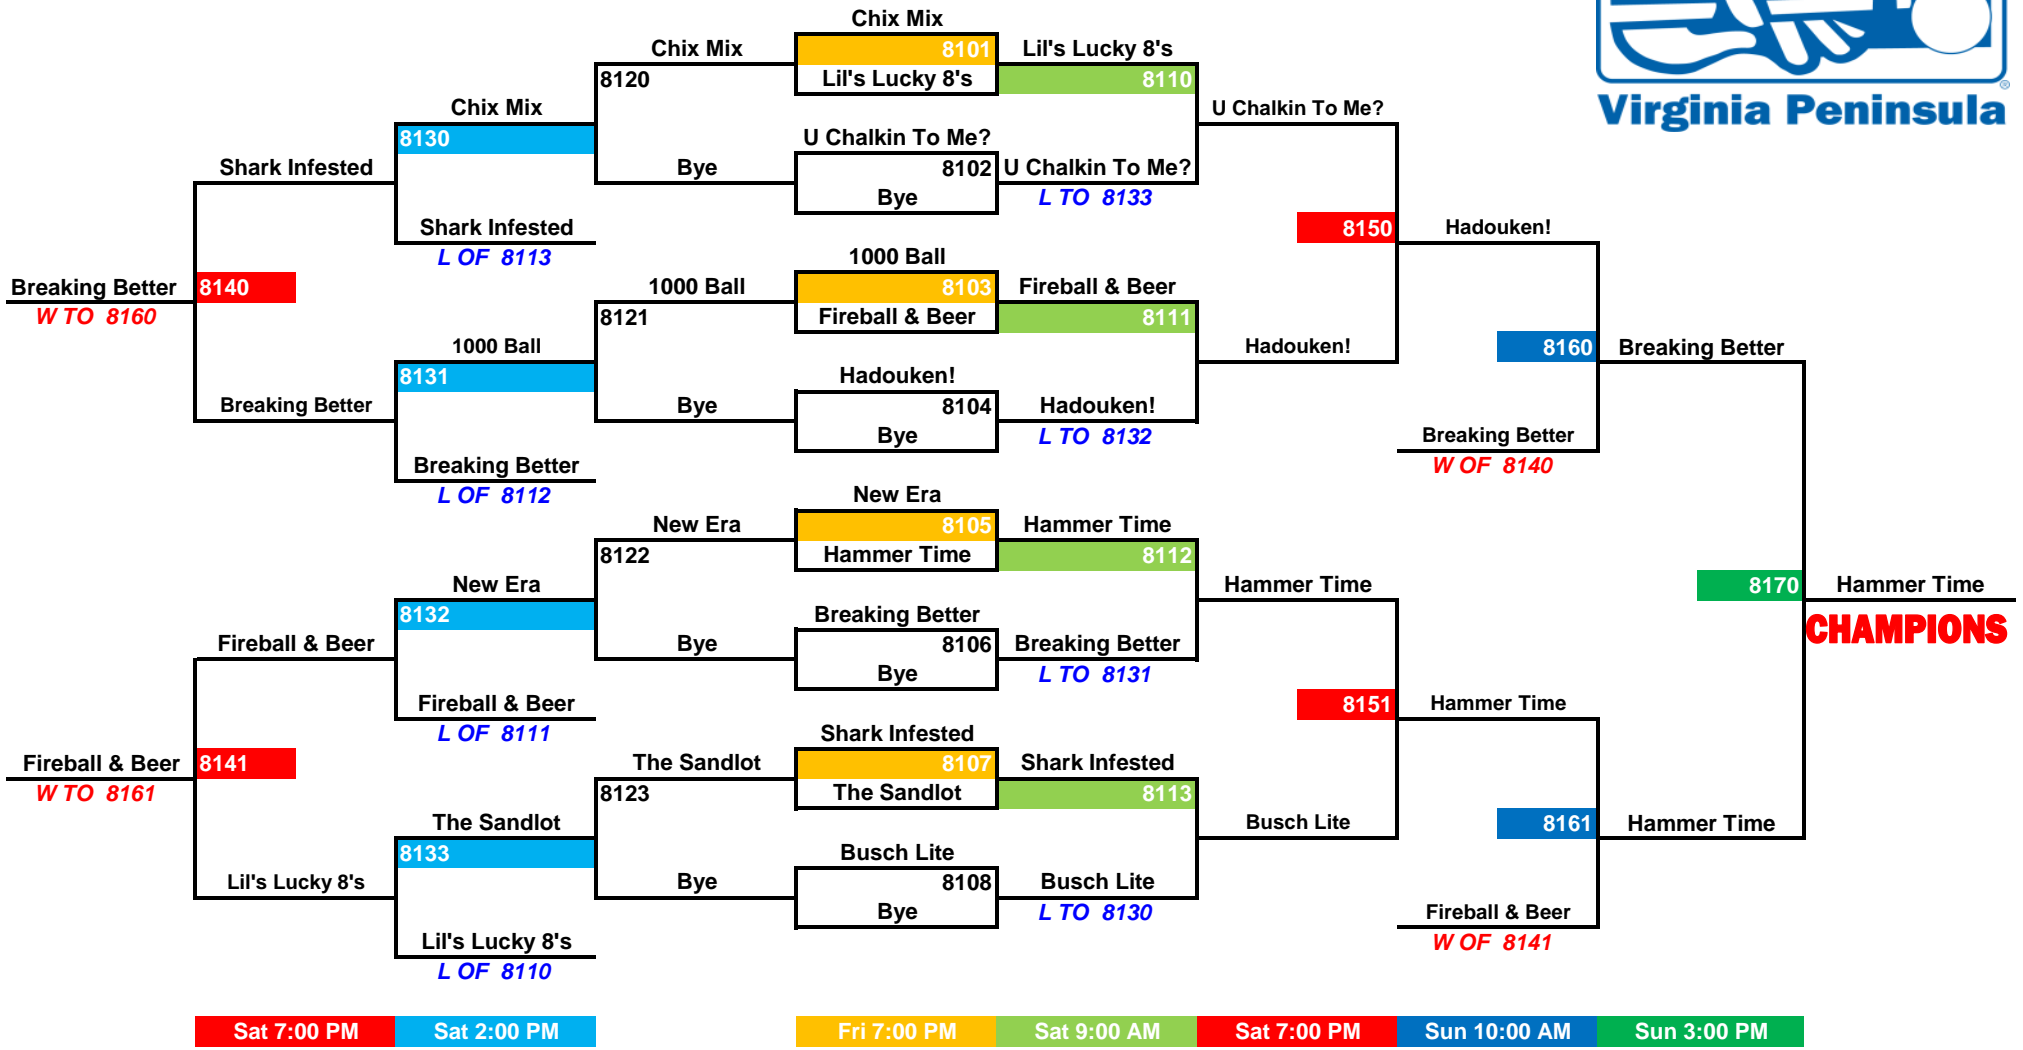 Chix Mix
Chix Mix
8101
Lil's Lucky 8's
8120
Lil's Lucky 8's
8110
Chix Mix
U Chalkin To Me?
®
Virginia Peninsula
8130
U Chalkin To Me?
Shark Infested
Bye
8102
U Chalkin To Me?
Bye
L TO 8133
Shark Infested
8150
Hadouken!
L OF 8113
1000 Ball
Breaking Better
8140
1000 Ball
8103
Fireball & Beer
W TO 8160
8121
Fireball & Beer
8111
1000 Ball
Hadouken!
8160
Breaking Better
8131
Hadouken!
Breaking Better
Bye
8104
Hadouken!
Bye
L TO 8132
Breaking Better
Breaking Better
W OF 8140
L OF 8112
New Era
New Era
8105
Hammer Time
8122
Hammer Time
8112
New Era
Hammer Time
8170
Hammer Time
8132
Breaking Better
CHAMPIONS
Fireball & Beer
Bye
8106
Breaking Better
Bye
L TO 8131
Fireball & Beer
8151
Hammer Time
L OF 8111
Shark Infested
Fireball & Beer
8141
The Sandlot
8107
Shark Infested
W TO 8161
8123
The Sandlot
8113
The Sandlot
Busch Lite
8161
Hammer Time
8133
Busch Lite
Lil's Lucky 8's
Bye
8108
Busch Lite
Bye
L TO 8130
Fireball & Beer
Lil's Lucky 8's
W OF 8141
L OF 8110
Sat 7:00 PM
Sat 2:00 PM
Fri 7:00 PM
Sat 9:00 AM
Sat 7:00 PM
Sun 10:00 AM
Sun 3:00 PM